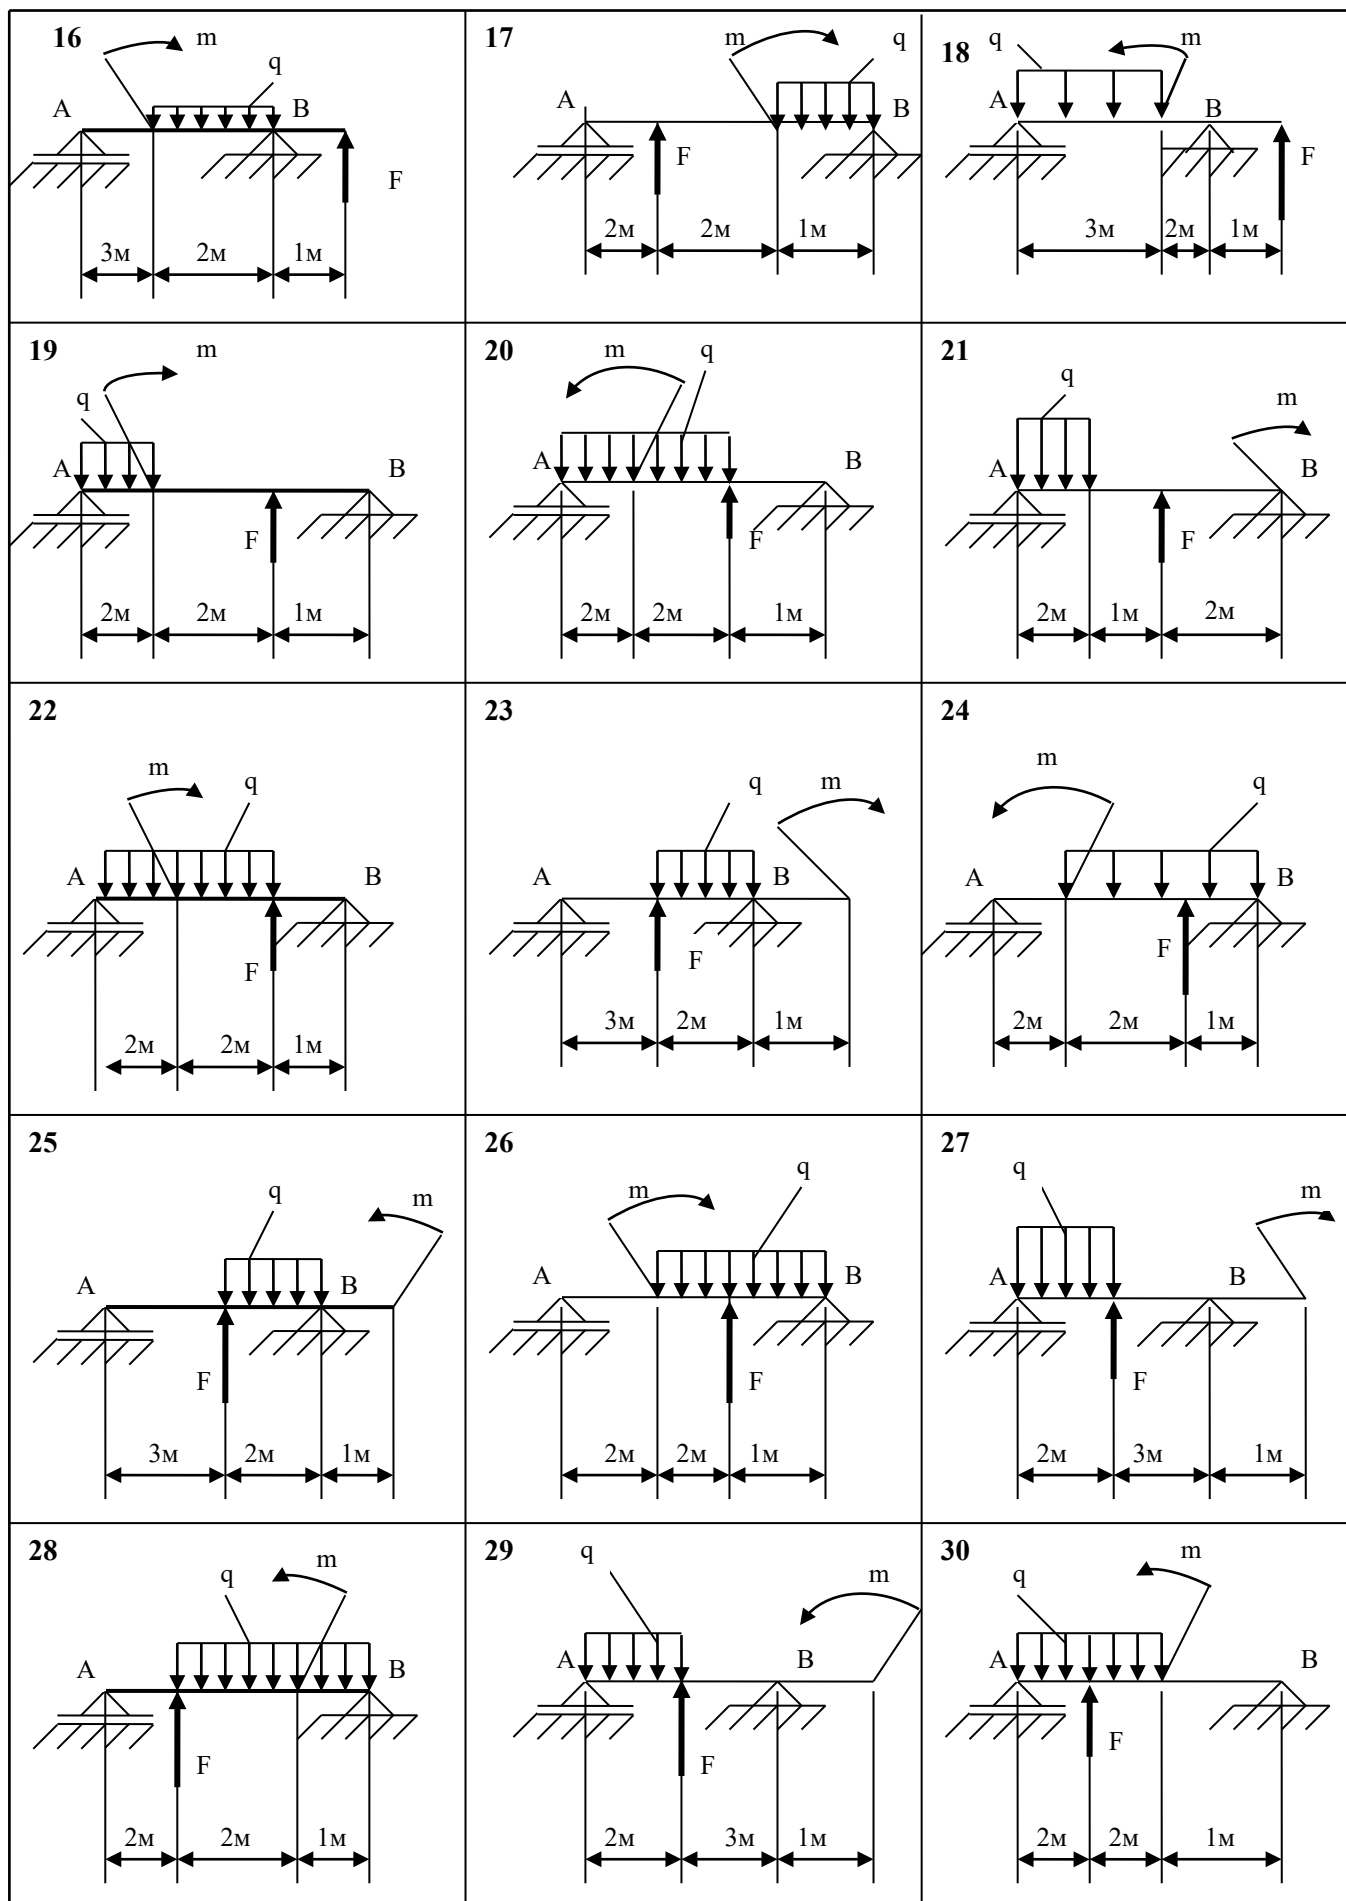 16 m q A B F 3м 2м 1м
17 m q A B F 2м 2м 1м
18 q m A B F 3м 2м 1м
19 m q A B F 2м 2м 1м
20 m q A B F 2м 2м 1м
21 q m A B F 2м 1м 2м
22 m q A B F 2м 2м 1м
23 q m A B F 3м 2м 1м
24 m q A B F 2м 2м 1м
25 q m A B F 3м 2м 1м
26 q m A B F 2м 2м 1м
27 q m A B F 2м 3м 1м
28 m q A B F 2м 2м 1м
29 q m A B F 2м 3м 1м
30 m q A B F 2м 2м 1м